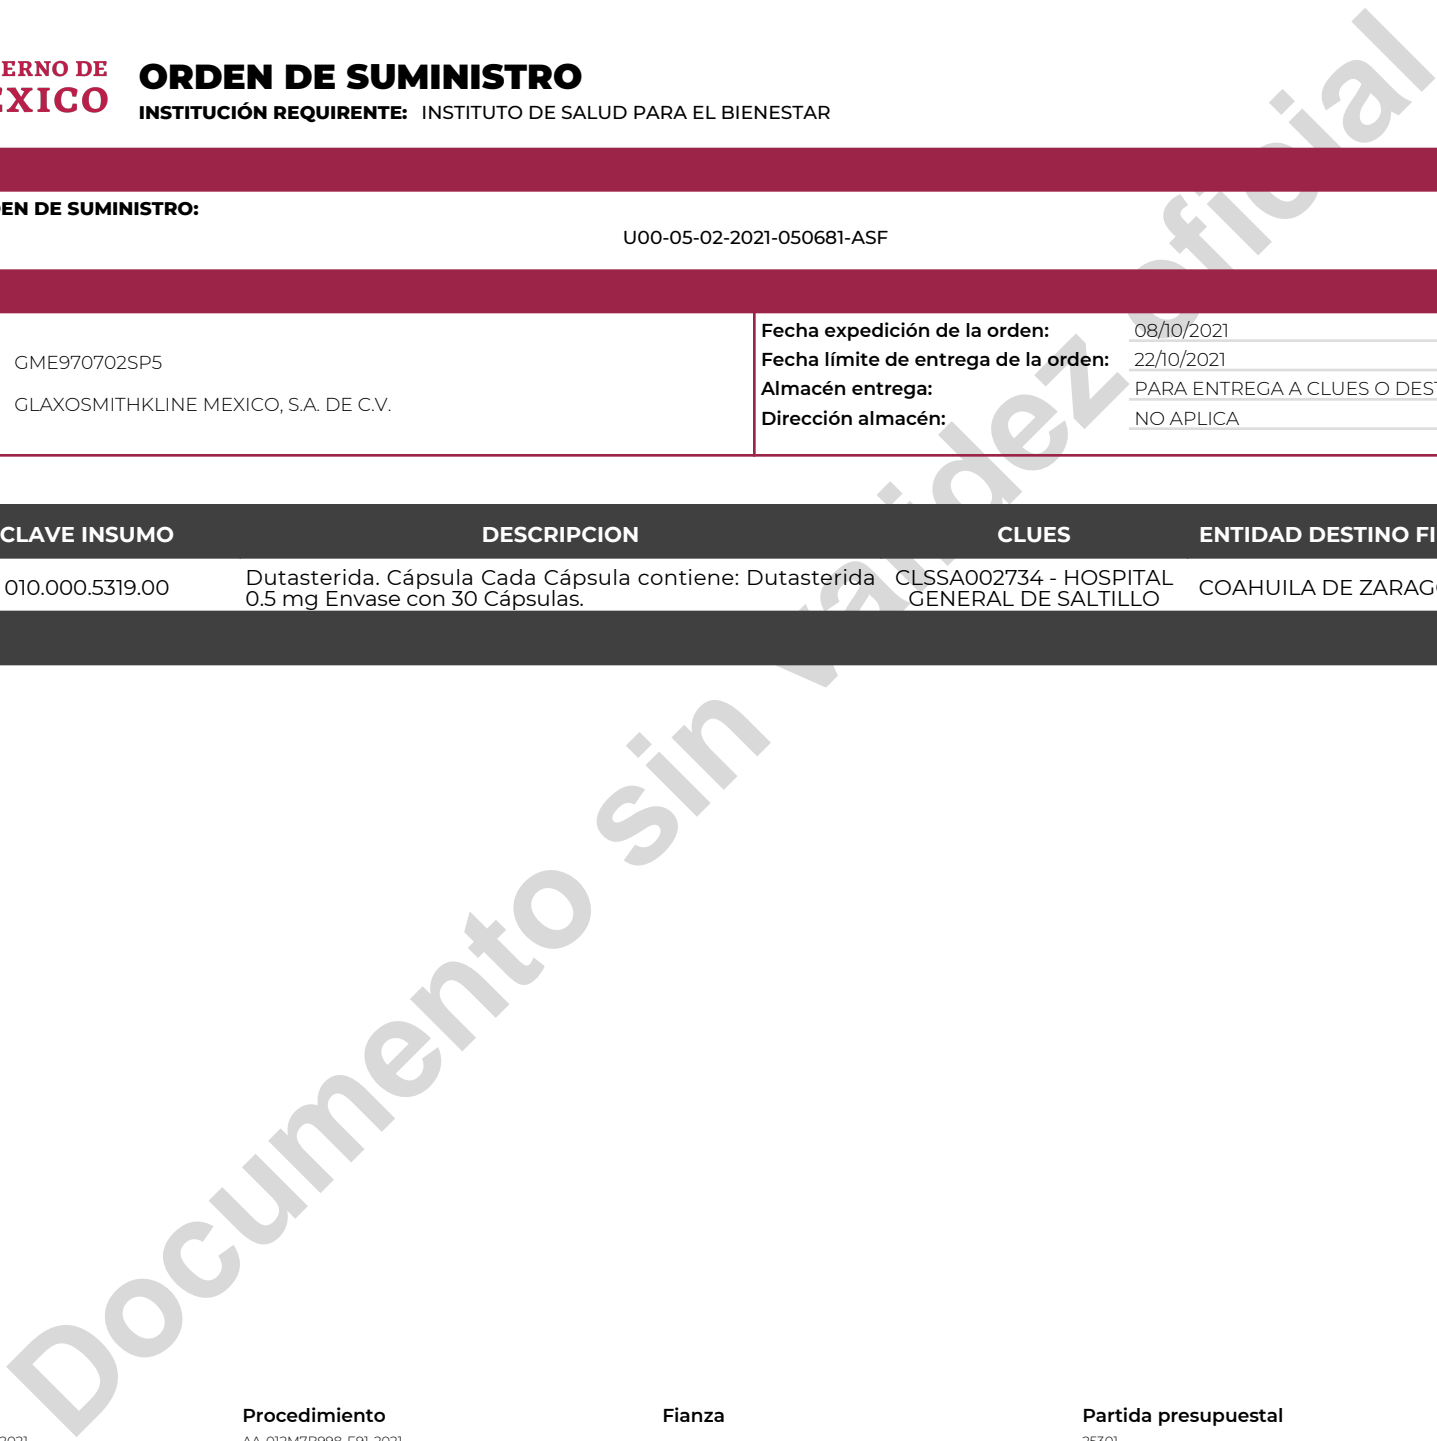 ERNO DE
XICO
ORDEN DE SUMINISTRO
INSTITUCIÓN REQUIRENTE: INSTITUTO DE SALUD PARA EL BIENESTAR
EN DE SUMINISTRO:
U00-05-02-2021-050681-ASF
GME970702SP5
GLAXOSMITHKLINE MEXICO, S.A. DE C.V.
Fecha expedición de la orden: 08/10/2021
Fecha límite de entrega de la orden: 22/10/2021
Almacén entrega: PARA ENTREGA A CLUES O DES
Dirección almacén: NO APLICA
CLAVE INSUMO DESCRIPCION CLUES ENTIDAD DESTINO FI
010.000.5319.00 Dutasterida. Cápsula Cada Cápsula contiene: Dutasterida CLSSA002734 - HOSPITAL COAHUILA DE ZARAG
0.5 mg Envase con 30 Cápsulas. GENERAL DE SALTILLO
Documento sin validez oficial
Procedimiento Fianza Partida presupuestal